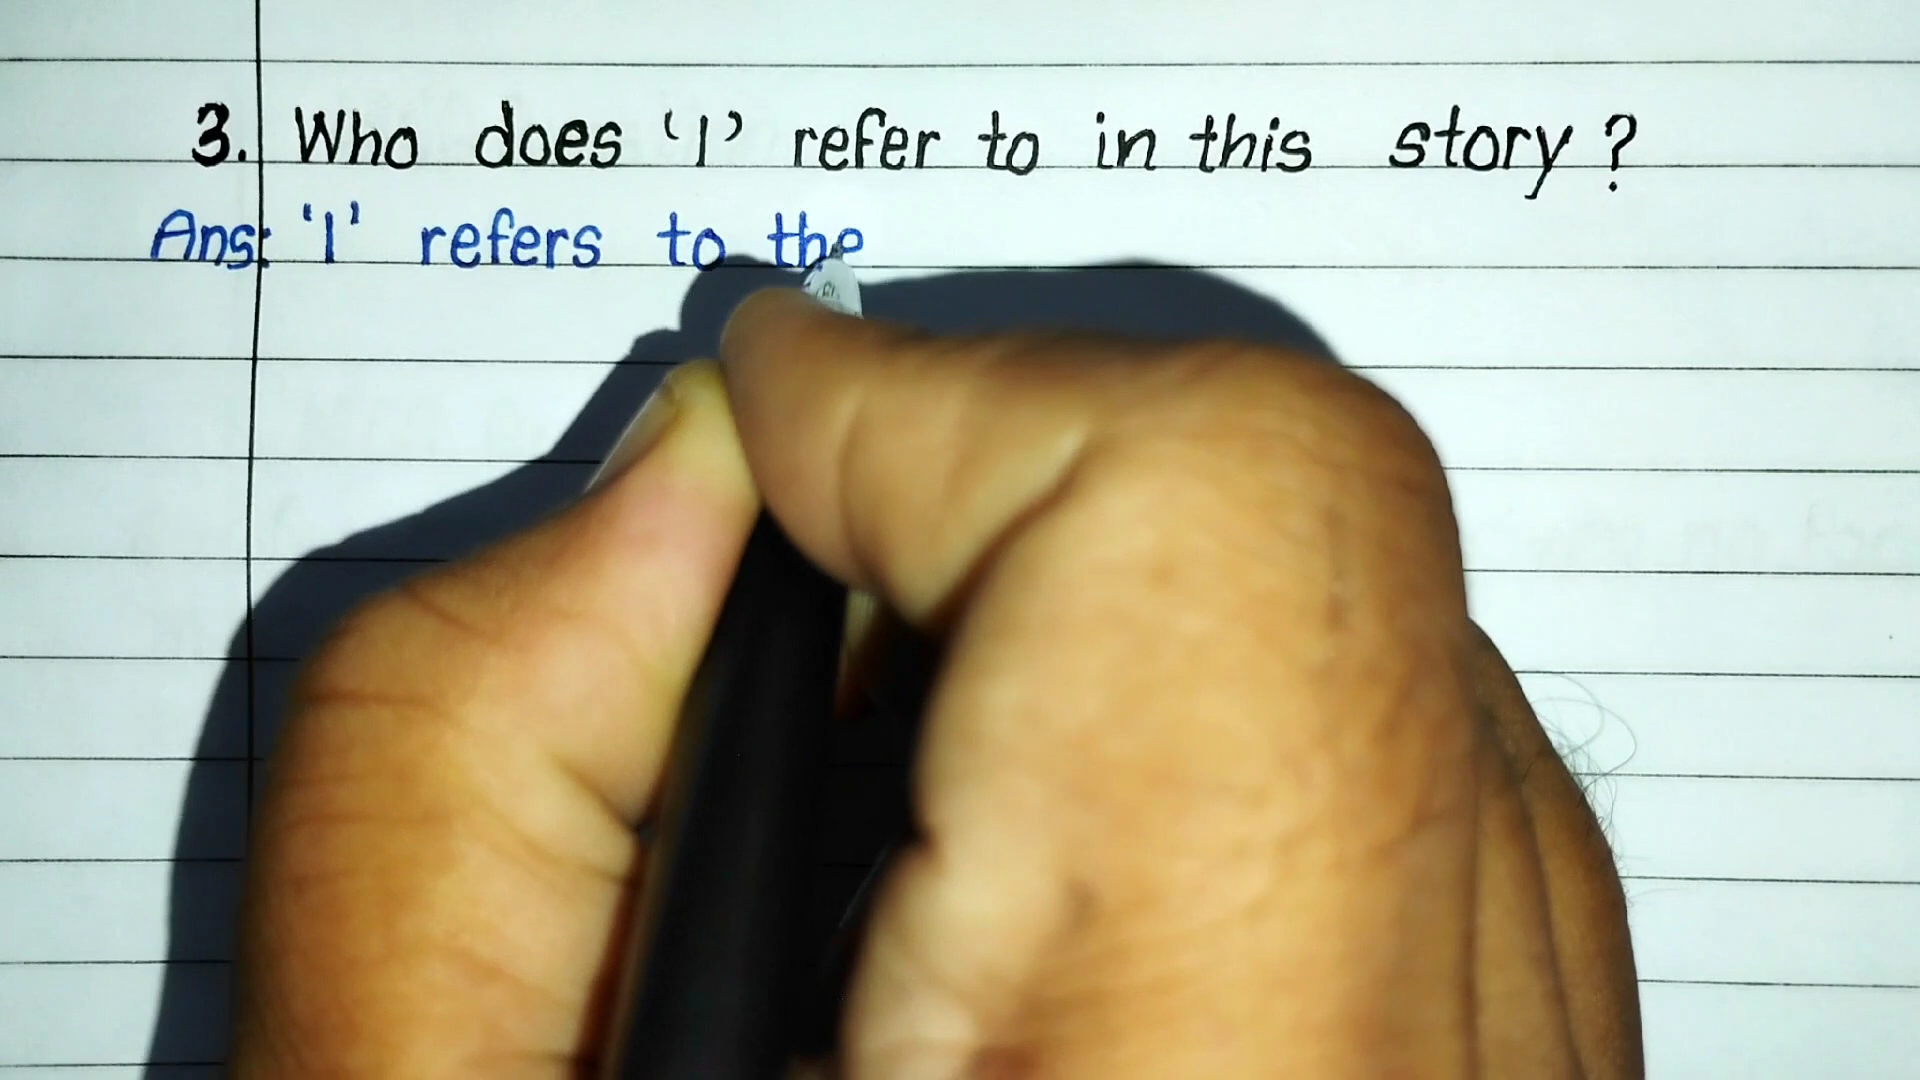 3. Who does 'I' refer to in this story?
Ans: 'I' refers to the